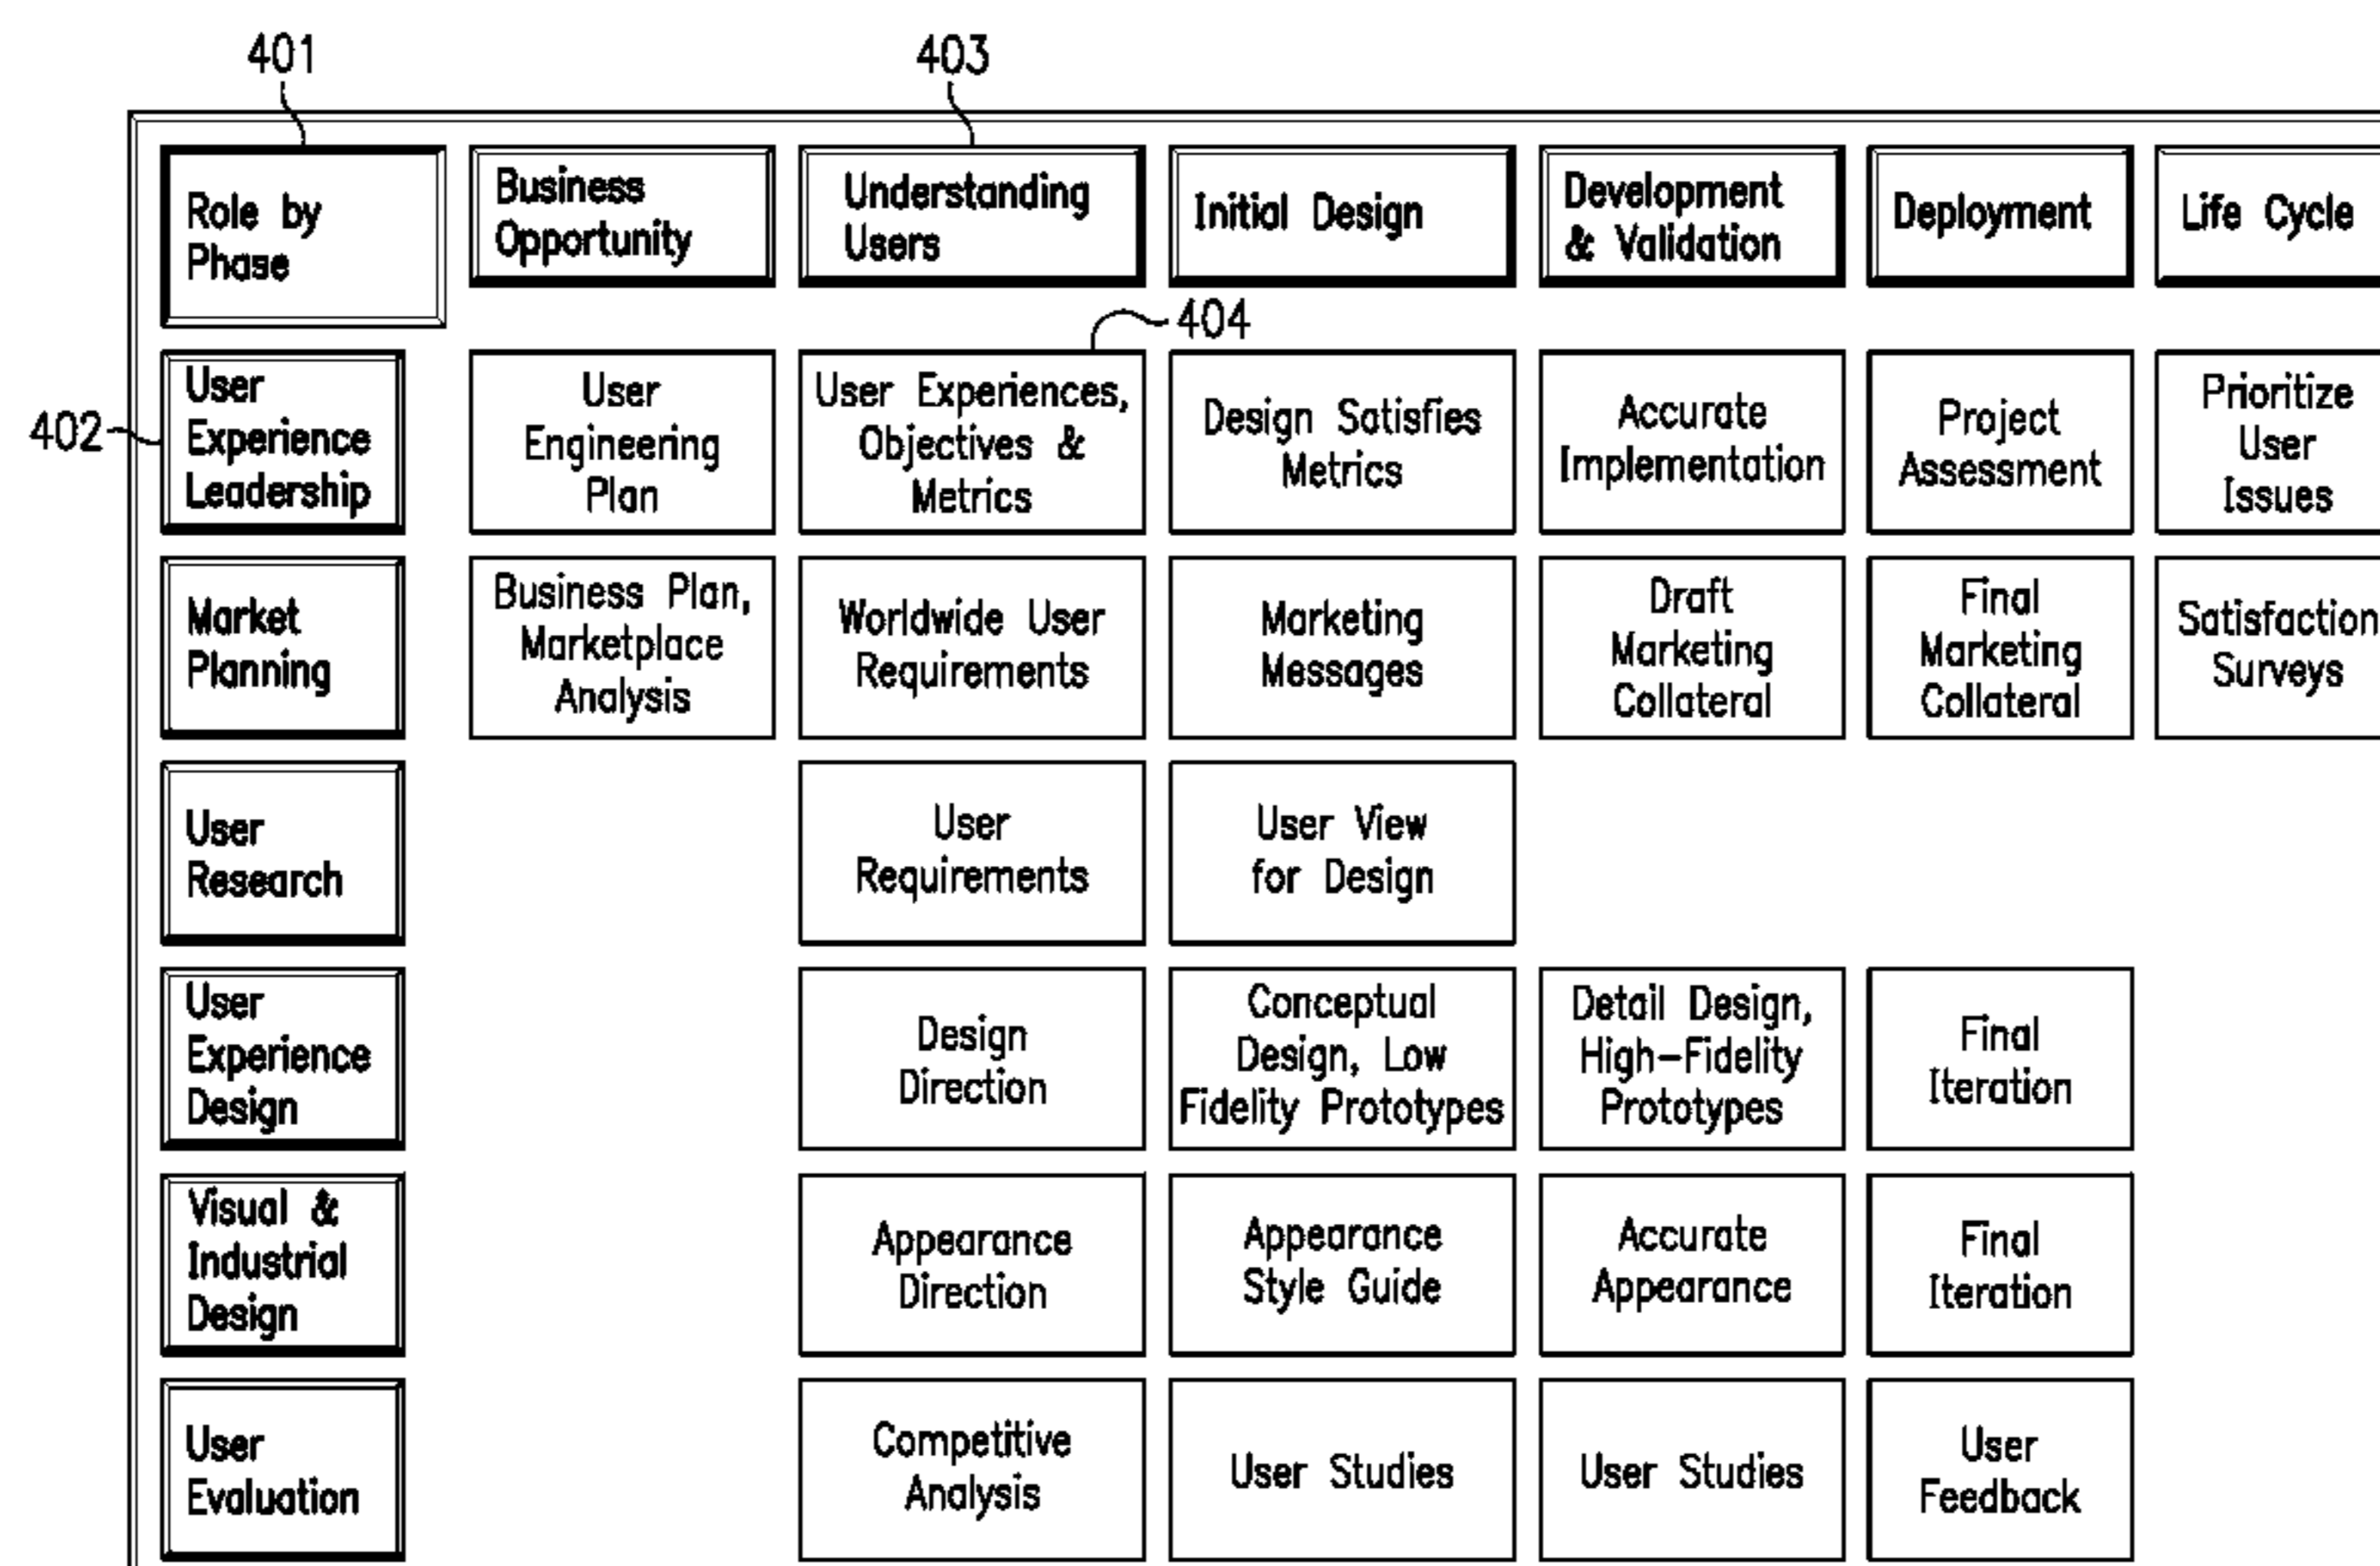 401
403
Role by
Phase
Business
Opportunity
Understanding
Users
Initial Design
Development
& Validation
Deployment
Life Cycle
404
402
User
Experience
Leadership
User
Engineering
Plan
User Experiences,
Objectives &
Metrics
Design Satisfies
Metrics
Accurate
Implementation
Project
Assessment
Prioritize
User
Issues
Market
Planning
Business Plan,
Marketplace
Analysis
Worldwide User
Requirements
Marketing
Messages
Draft
Marketing
Collateral
Final
Marketing
Collateral
Satisfaction
Surveys
User
Research
User
Requirements
User View
for Design
User
Experience
Design
Design
Direction
Conceptual
Design, Low
Fidelity Prototypes
Detail Design,
High-Fidelity
Prototypes
Final
Iteration
Visual &
Industrial
Design
Appearance
Direction
Appearance
Style Guide
Accurate
Appearance
Final
Iteration
User
Evaluation
Competitive
Analysis
User Studies
User Studies
User
Feedback